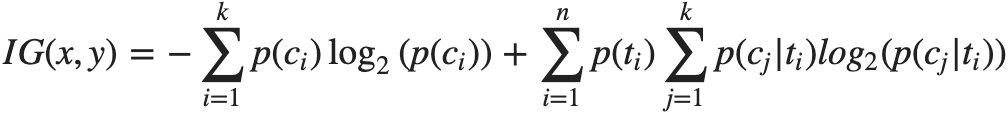 IG(x, y) = − ∑_{i=1}^{k} p(c_i) log_2 (p(c_i)) + ∑_{i=1}^{n} p(t_i) ∑_{j=1}^{k} p(c_j|t_i)log_2(p(c_j|t_i))